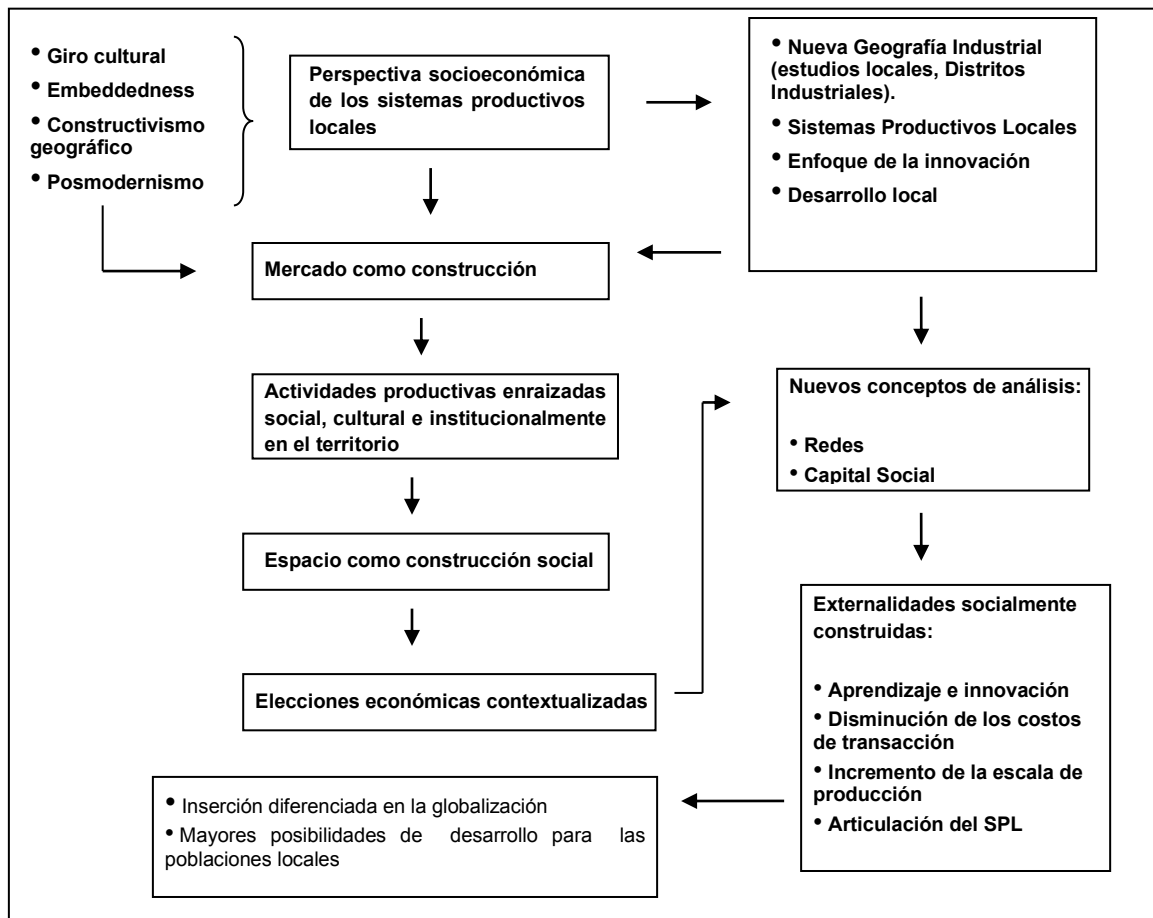 • Giro cultural
• Embeddedness
• Constructivismo
geográfico
• Posmodernismo
Perspectiva socioeconómica
de los sistemas productivos
locales
• Nueva Geografía Industrial
(estudios locales, Distritos
Industriales).
• Sistemas Productivos Locales
• Enfoque de la innovación
• Desarrollo local
Mercado como construcción
Actividades productivas enraizadas
social, cultural e institucionalmente
en el territorio
Nuevos conceptos de análisis:
• Redes
• Capital Social
Espacio como construcción social
Elecciones económicas contextualizadas
Externalidades socialmente
construidas:
• Aprendizaje e innovación
• Disminución de los costos
de transacción
• Incremento de la escala de
producción
• Articulación del SPL
• Inserción diferenciada en la globalización
• Mayores posibilidades de desarrollo para las
poblaciones locales